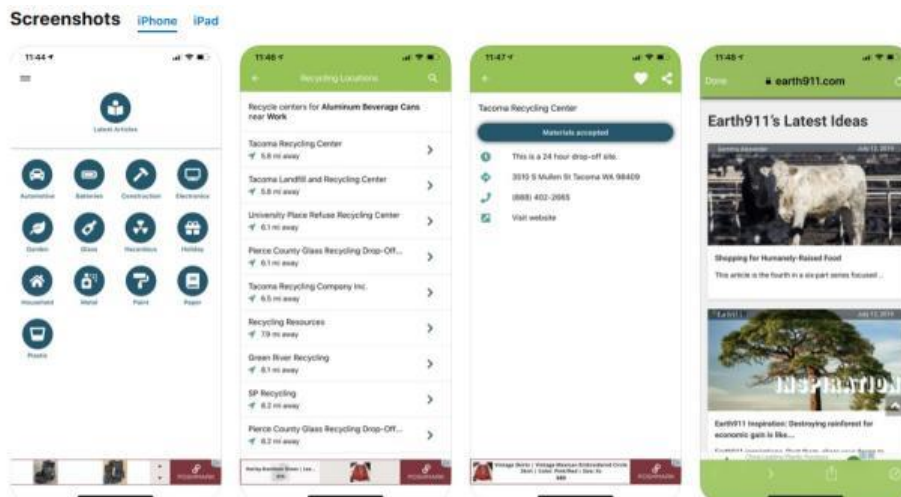 Screenshots iPhone iPad
11:44
Latest Articles
Automotive Batteries Construction Electronics
Garden Glass Hazardous Holiday
Household Metal Paint Paper
Plastic
POSHMARK
11:46
Recycling Locations
Recycle centers for Aluminum Beverage Cans
near Work
Tacoma Recycling Center
5.8 mi away
Tacoma Landfill and Recycling Center
5.8 mi away
University Place Refuse Recycling Center
6.1 mi away
Pierce County Glass Recycling Drop-Off...
6.1 mi away
Tacoma Recycling Company Inc.
6.5 mi away
Recycling Resources
7.9 mi away
Green River Recycling
8.1 mi away
SP Recycling
8.2 mi away
Pierce County Glass Recycling Drop-Off...
8.2 mi away
POSHMARK
11:47
Tacoma Recycling Center
Materials accepted
This is a 24 hour drop-off site.
3510 S Mullen St Tacoma WA 98409
(888) 402-2665
Visit website
POSHMARK
11:48
Done earth911.com
Earth911's Latest Ideas
July 12, 2019
Shopping for Humanely-Raised Food
This article is the fourth in a six-part series focused ...
Earth911 July 12, 2019
INSPIRATION
Earth911 Inspiration: Destroying rainforest for
economic gain is like...